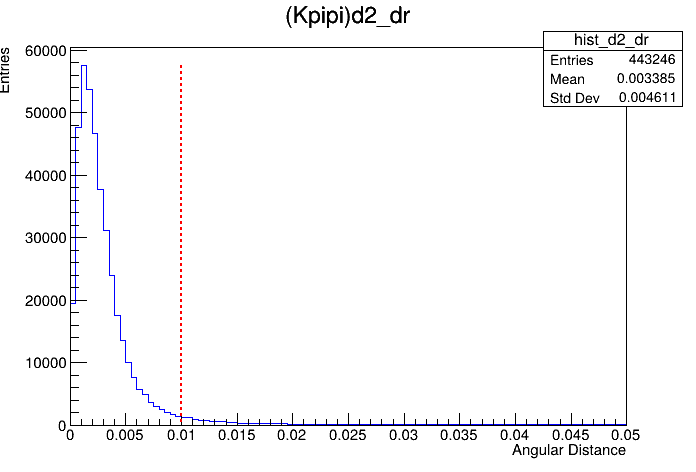 (Kpipi)d2_dr
hist_d2_dr
Entries 443246
Mean 0.003385
Std Dev 0.004611
Entries
60000
50000
40000
30000
20000
10000
0
0 0.005 0.01 0.015 0.02 0.025 0.03 0.035 0.04 0.045 0.05
Angular Distance